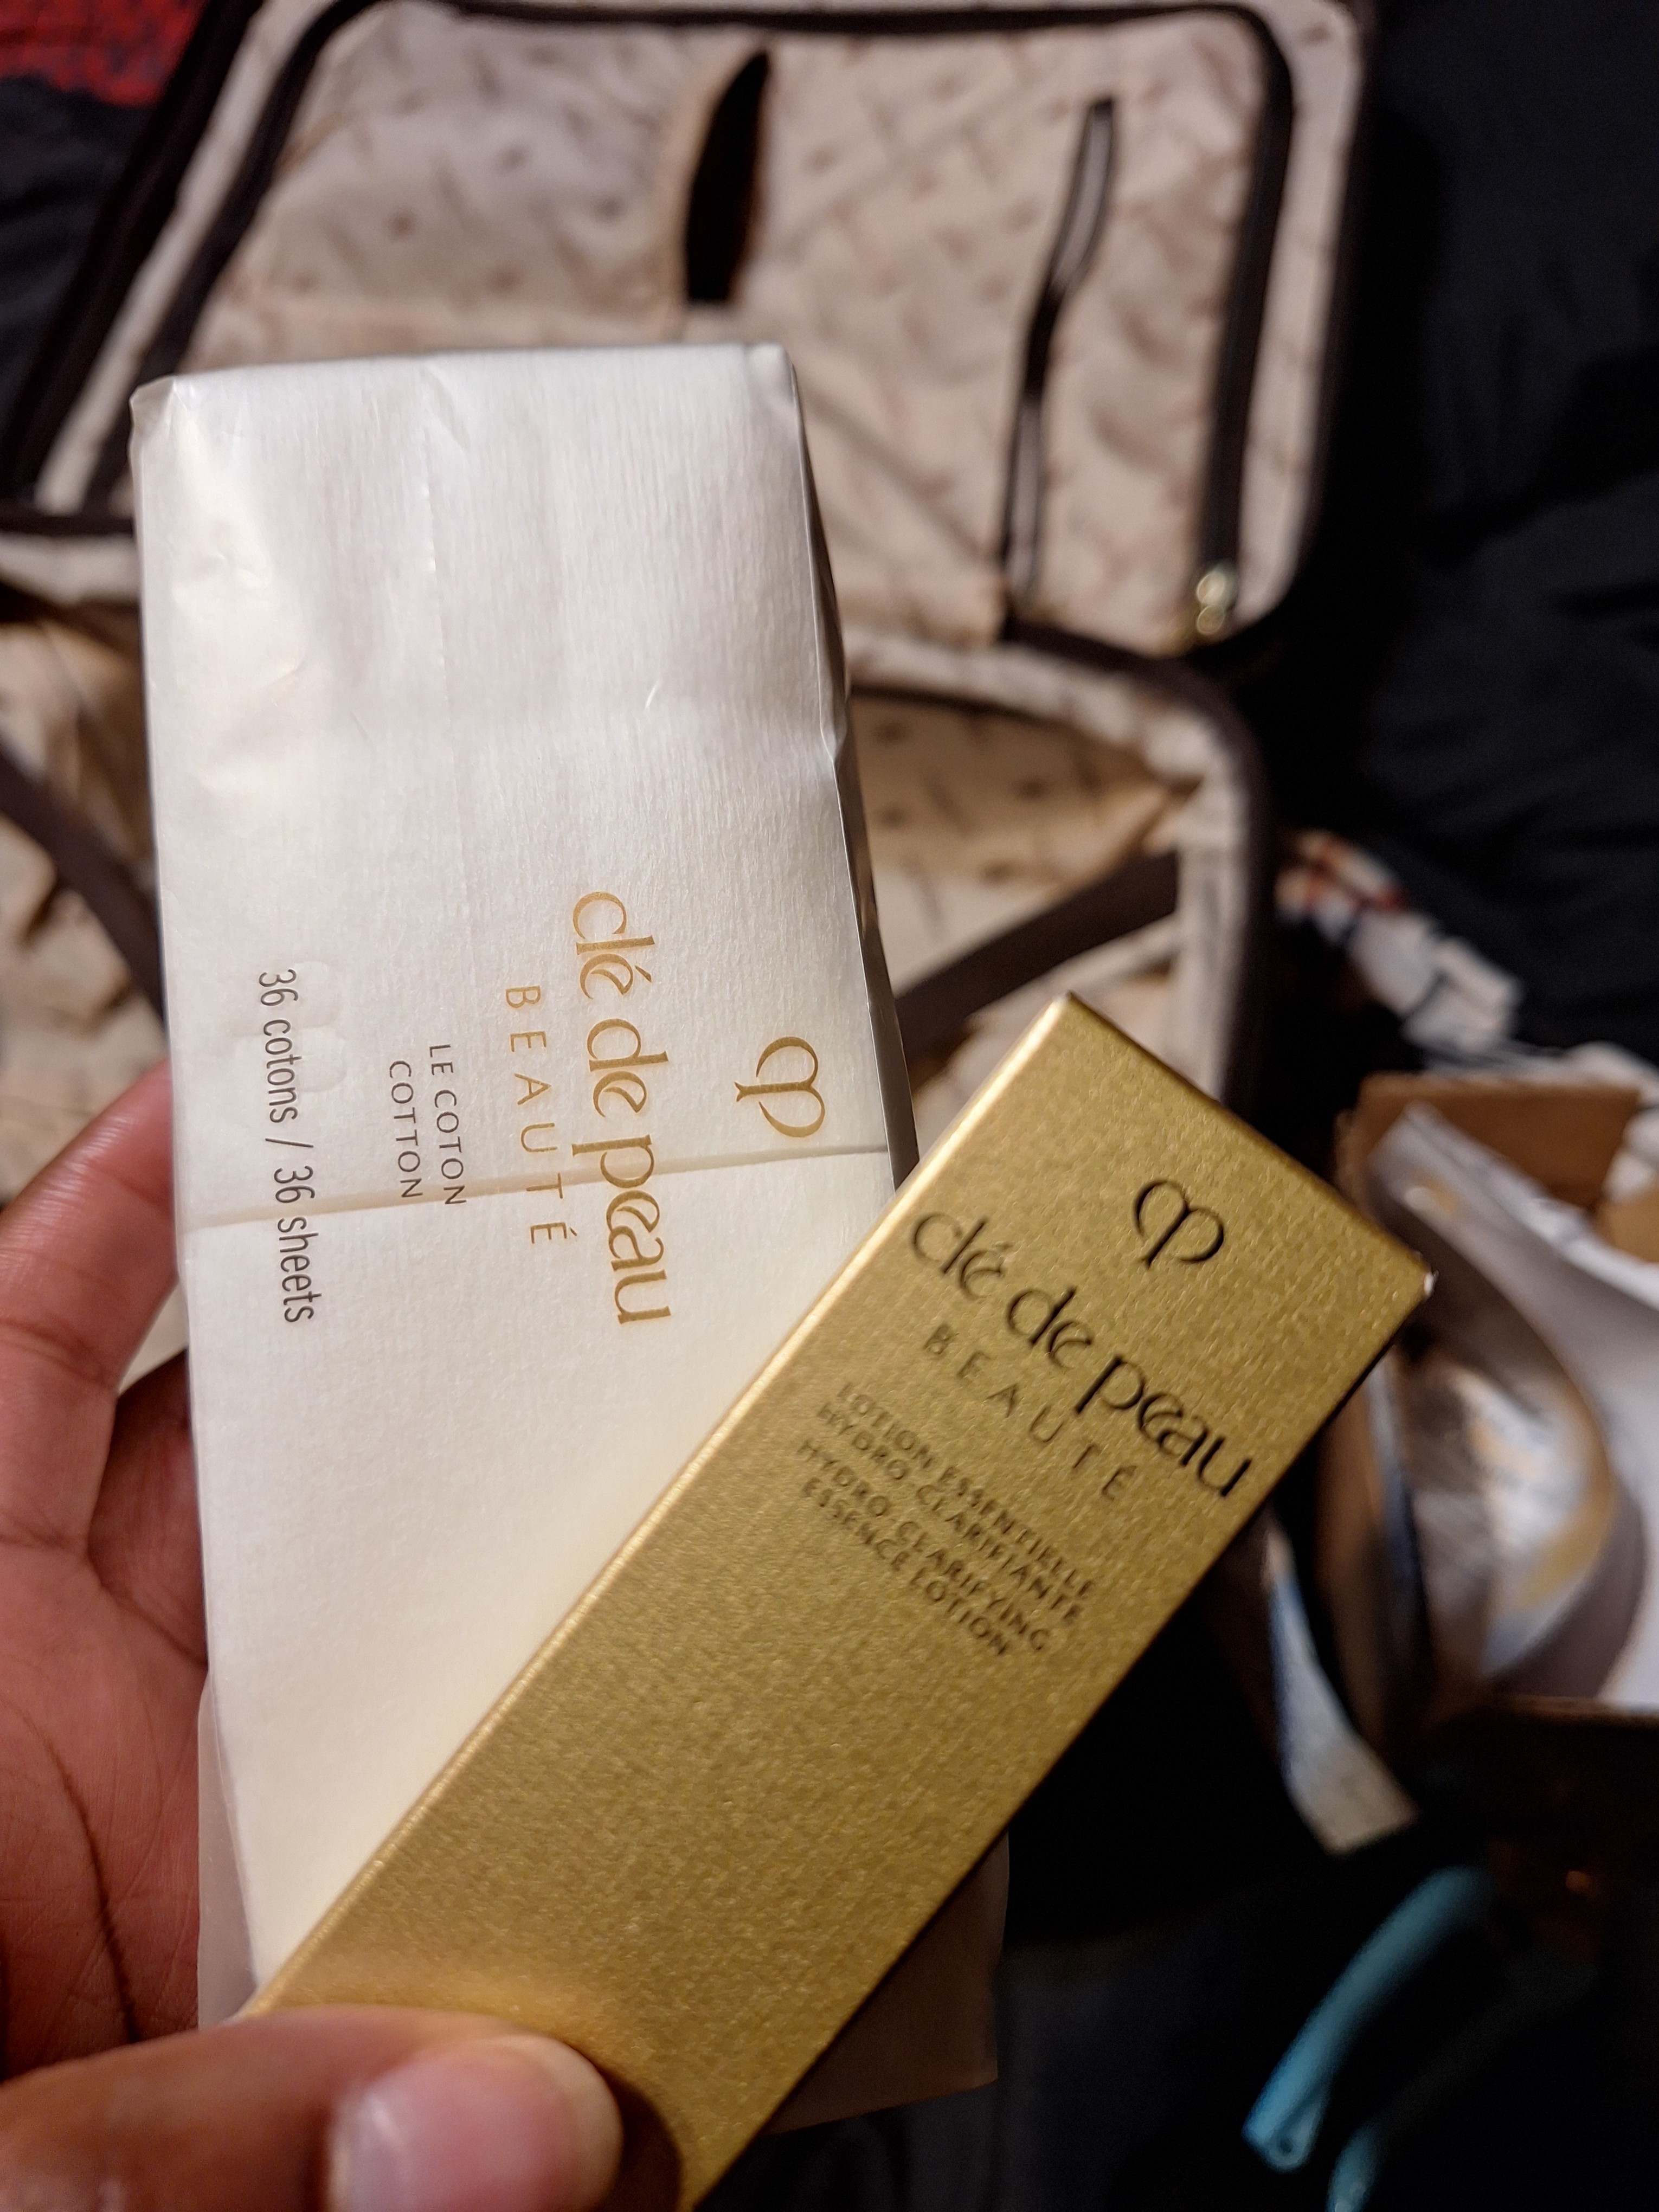 clé de peau
BEAUTÉ
LE COTON
COTTON
36 cotons / 36 sheets
clé de peau
BEAUTÉ
LOTION ESSENTIELLE
HYDRO CLARIFIANTE
HYDRO CLARIFYING
ESSENCE LOTION